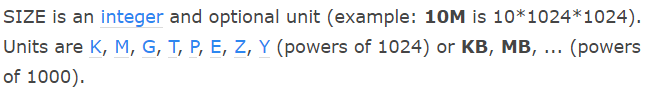 SIZE is an integer and optional unit (example: 10M is 10*1024*1024).
Units are K, M, G, T, P, E, Z, Y (powers of 1024) or KB, MB, ... (powers
of 1000).